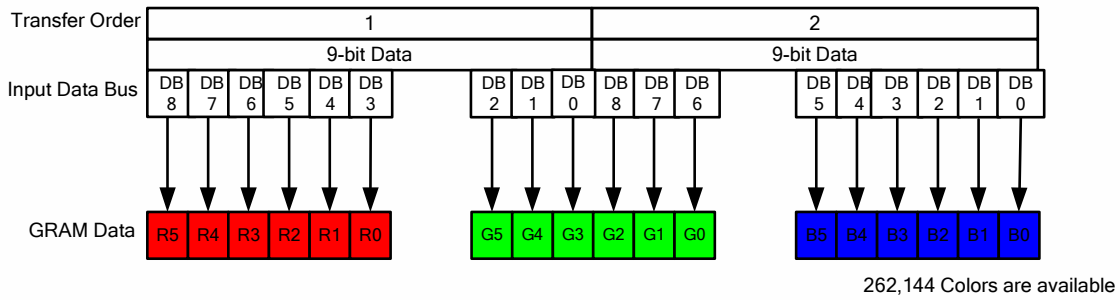 Transfer Order 1 2
9-bit Data 9-bit Data
Input Data Bus DB 8 DB 7 DB 6 DB 5 DB 4 DB 3 DB 2 DB 1 DB 0 DB 8 DB 7 DB 6 DB 5 DB 4 DB 3 DB 2 DB 1 DB 0
GRAM Data R5 R4 R3 R2 R1 R0 G5 G4 G3 G2 G1 G0 B5 B4 B3 B2 B1 B0
262,144 Colors are available